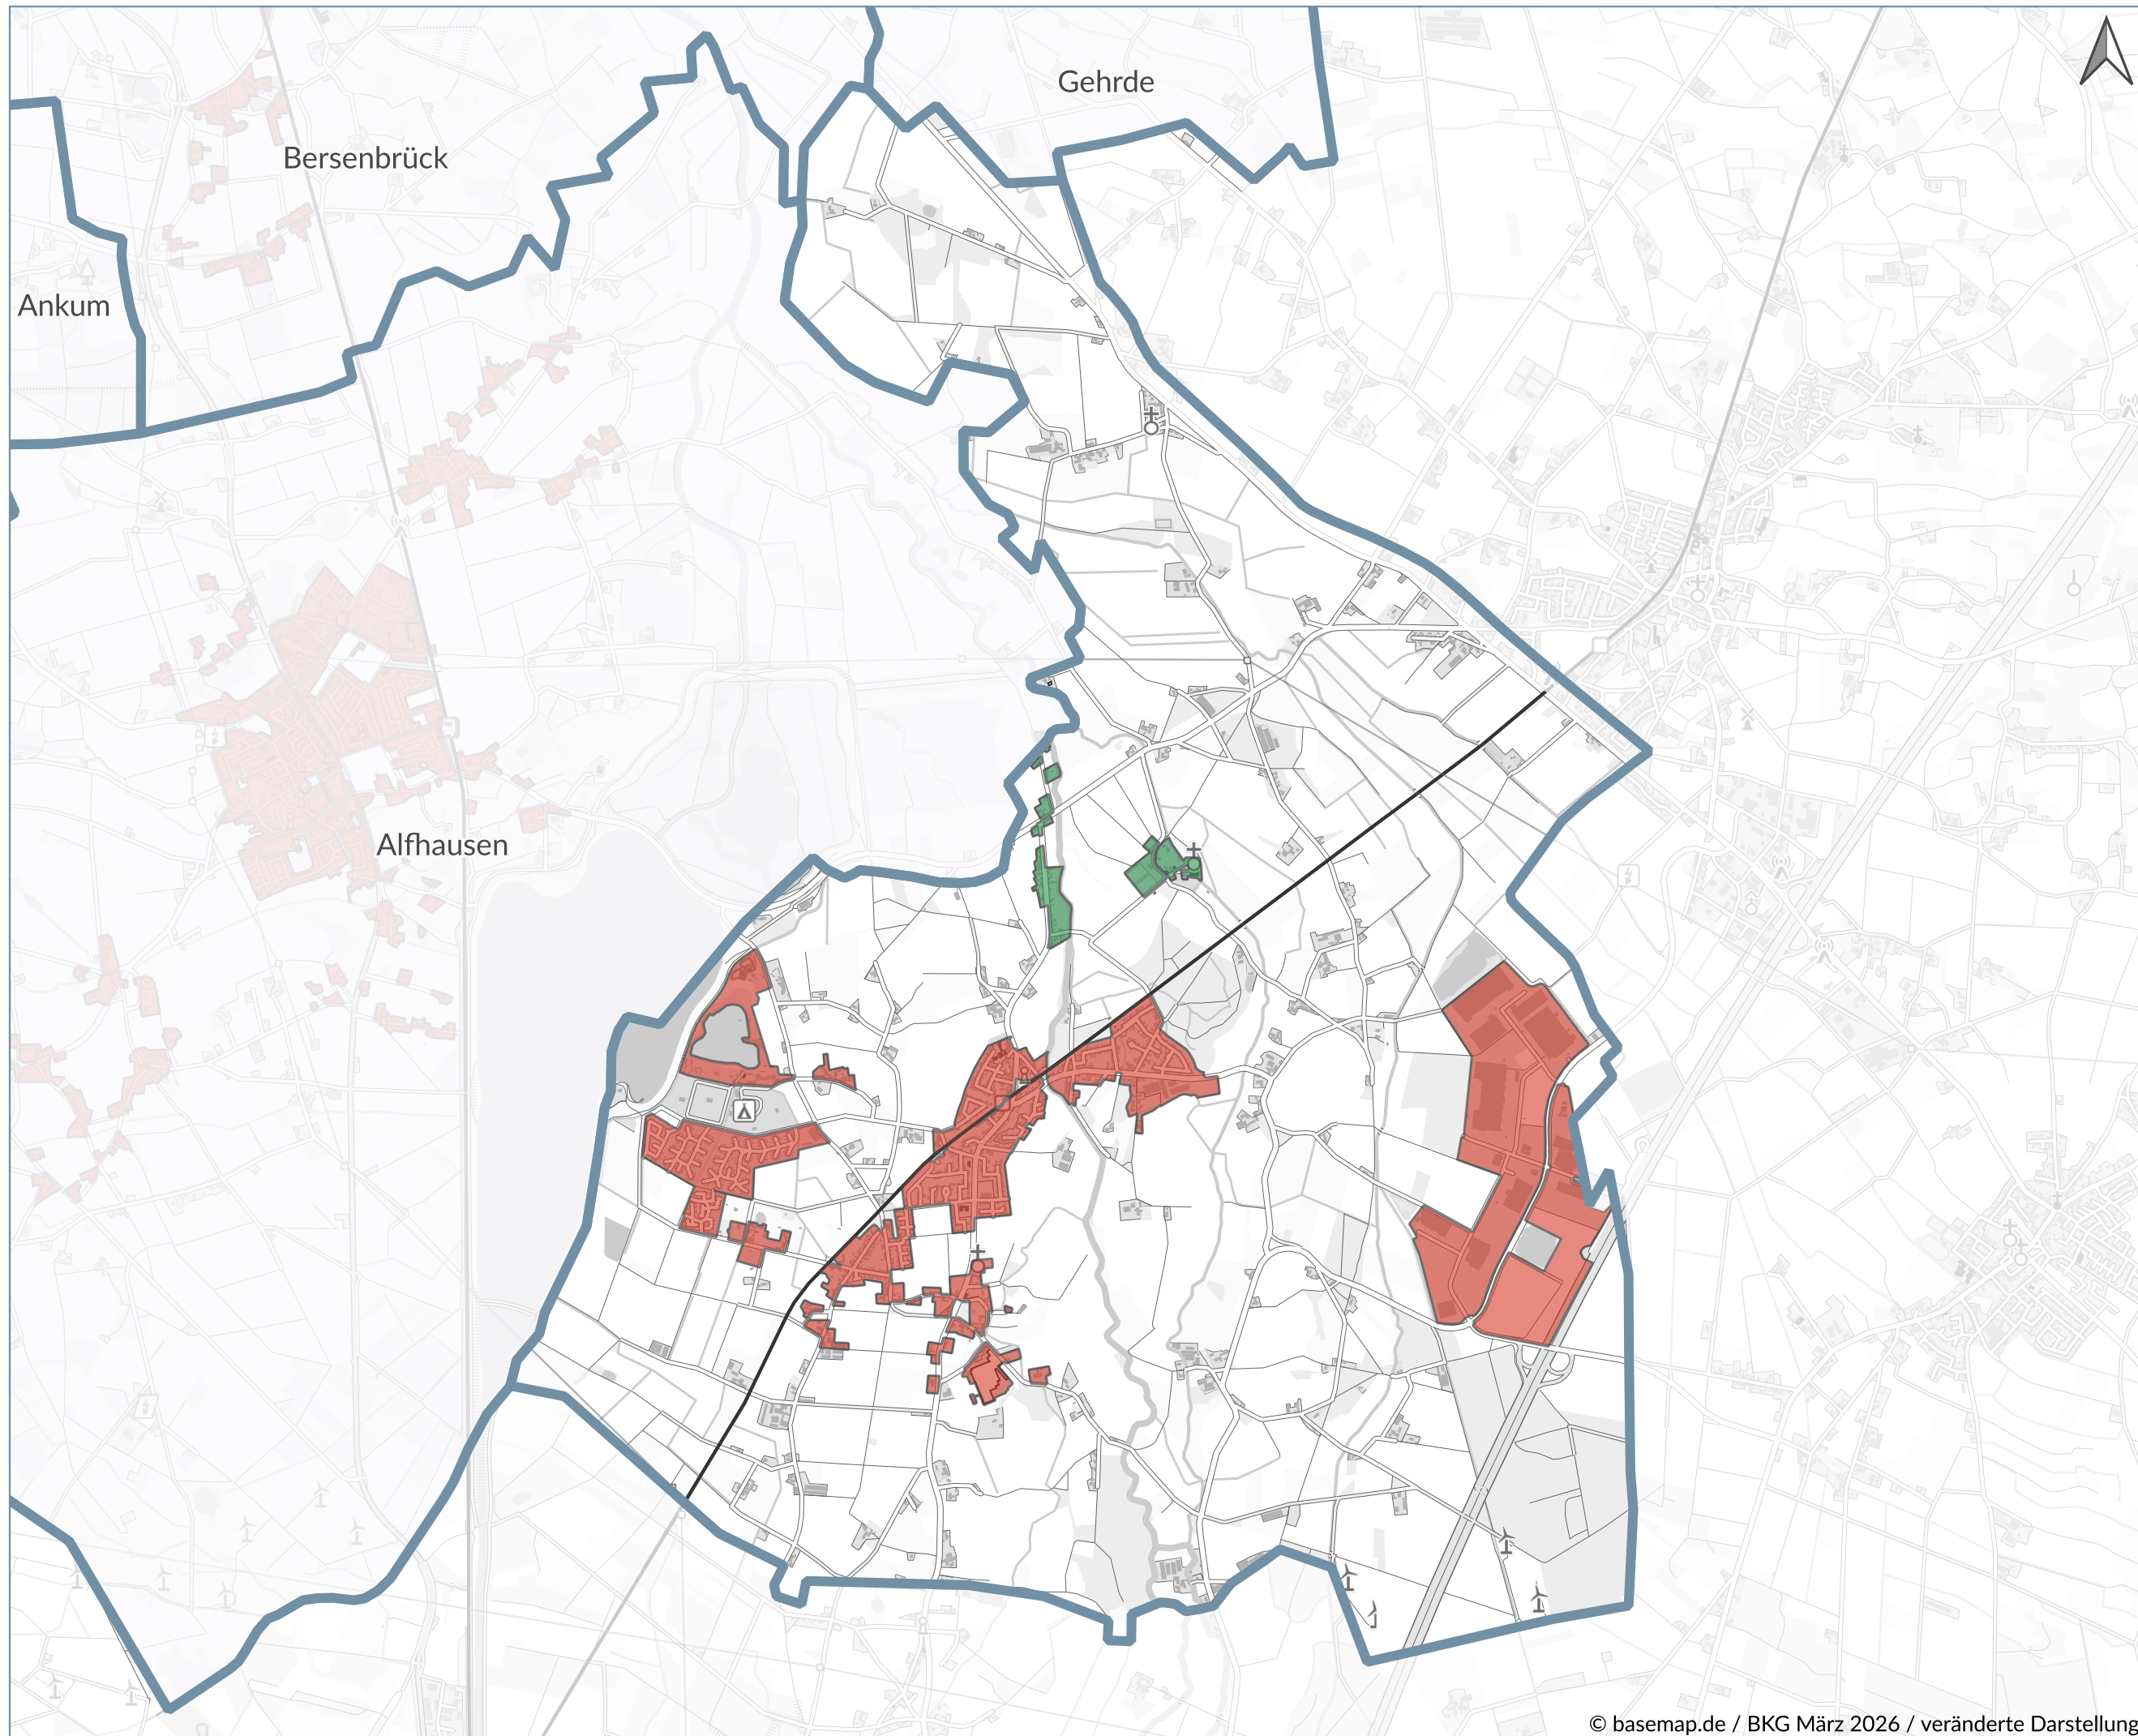 Gehrde
Bersenbrück
Ankum
Alfhausen
© basemap.de / BKG März 2026 / veränderte Darstellung